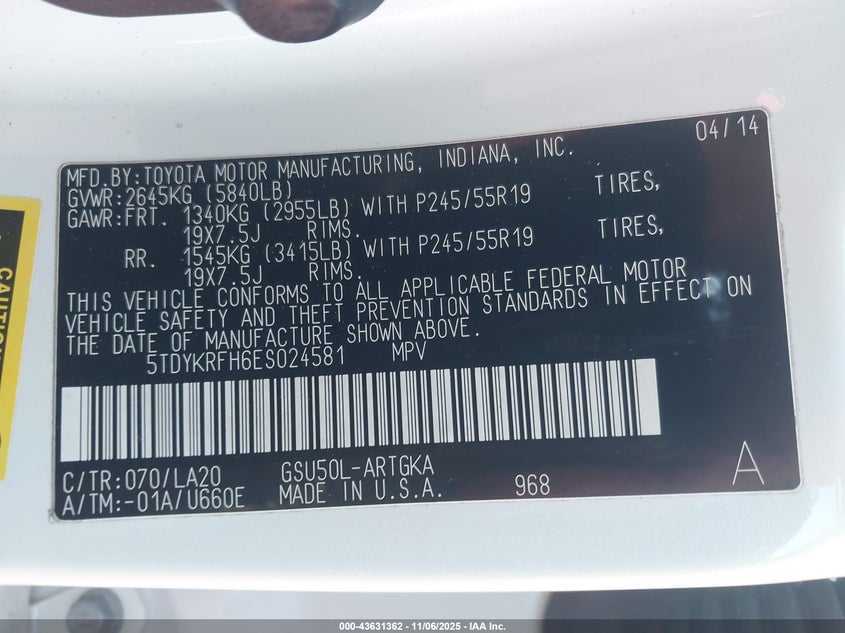 04/14
MFD.BY:TOYOTA MOTOR MANUFACTURING, INDIANA, INC.
GVWR:2645KG (5840LB)
GAWR:FRT. 1340KG (2955LB) WITH P245/55R19 TIRES,
19X7.5J RIMS.
RR. 1545KG (3415LB) WITH P245/55R19 TIRES,
19X7.5J RIMS.
THIS VEHICLE CONFORMS TO ALL APPLICABLE FEDERAL MOTOR
VEHICLE SAFETY AND THEFT PREVENTION STANDARDS IN EFFECT ON
THE DATE OF MANUFACTURE SHOWN ABOVE.
5TDYKRFH6ES024581 MPV
C/TR:070/LA20 GSU50L-ARTGKA
A/TM:-01A/U660E MADE IN U.S.A. 968 A
CAUTION
000-43631362 - 11/06/2025 - IAA Inc.